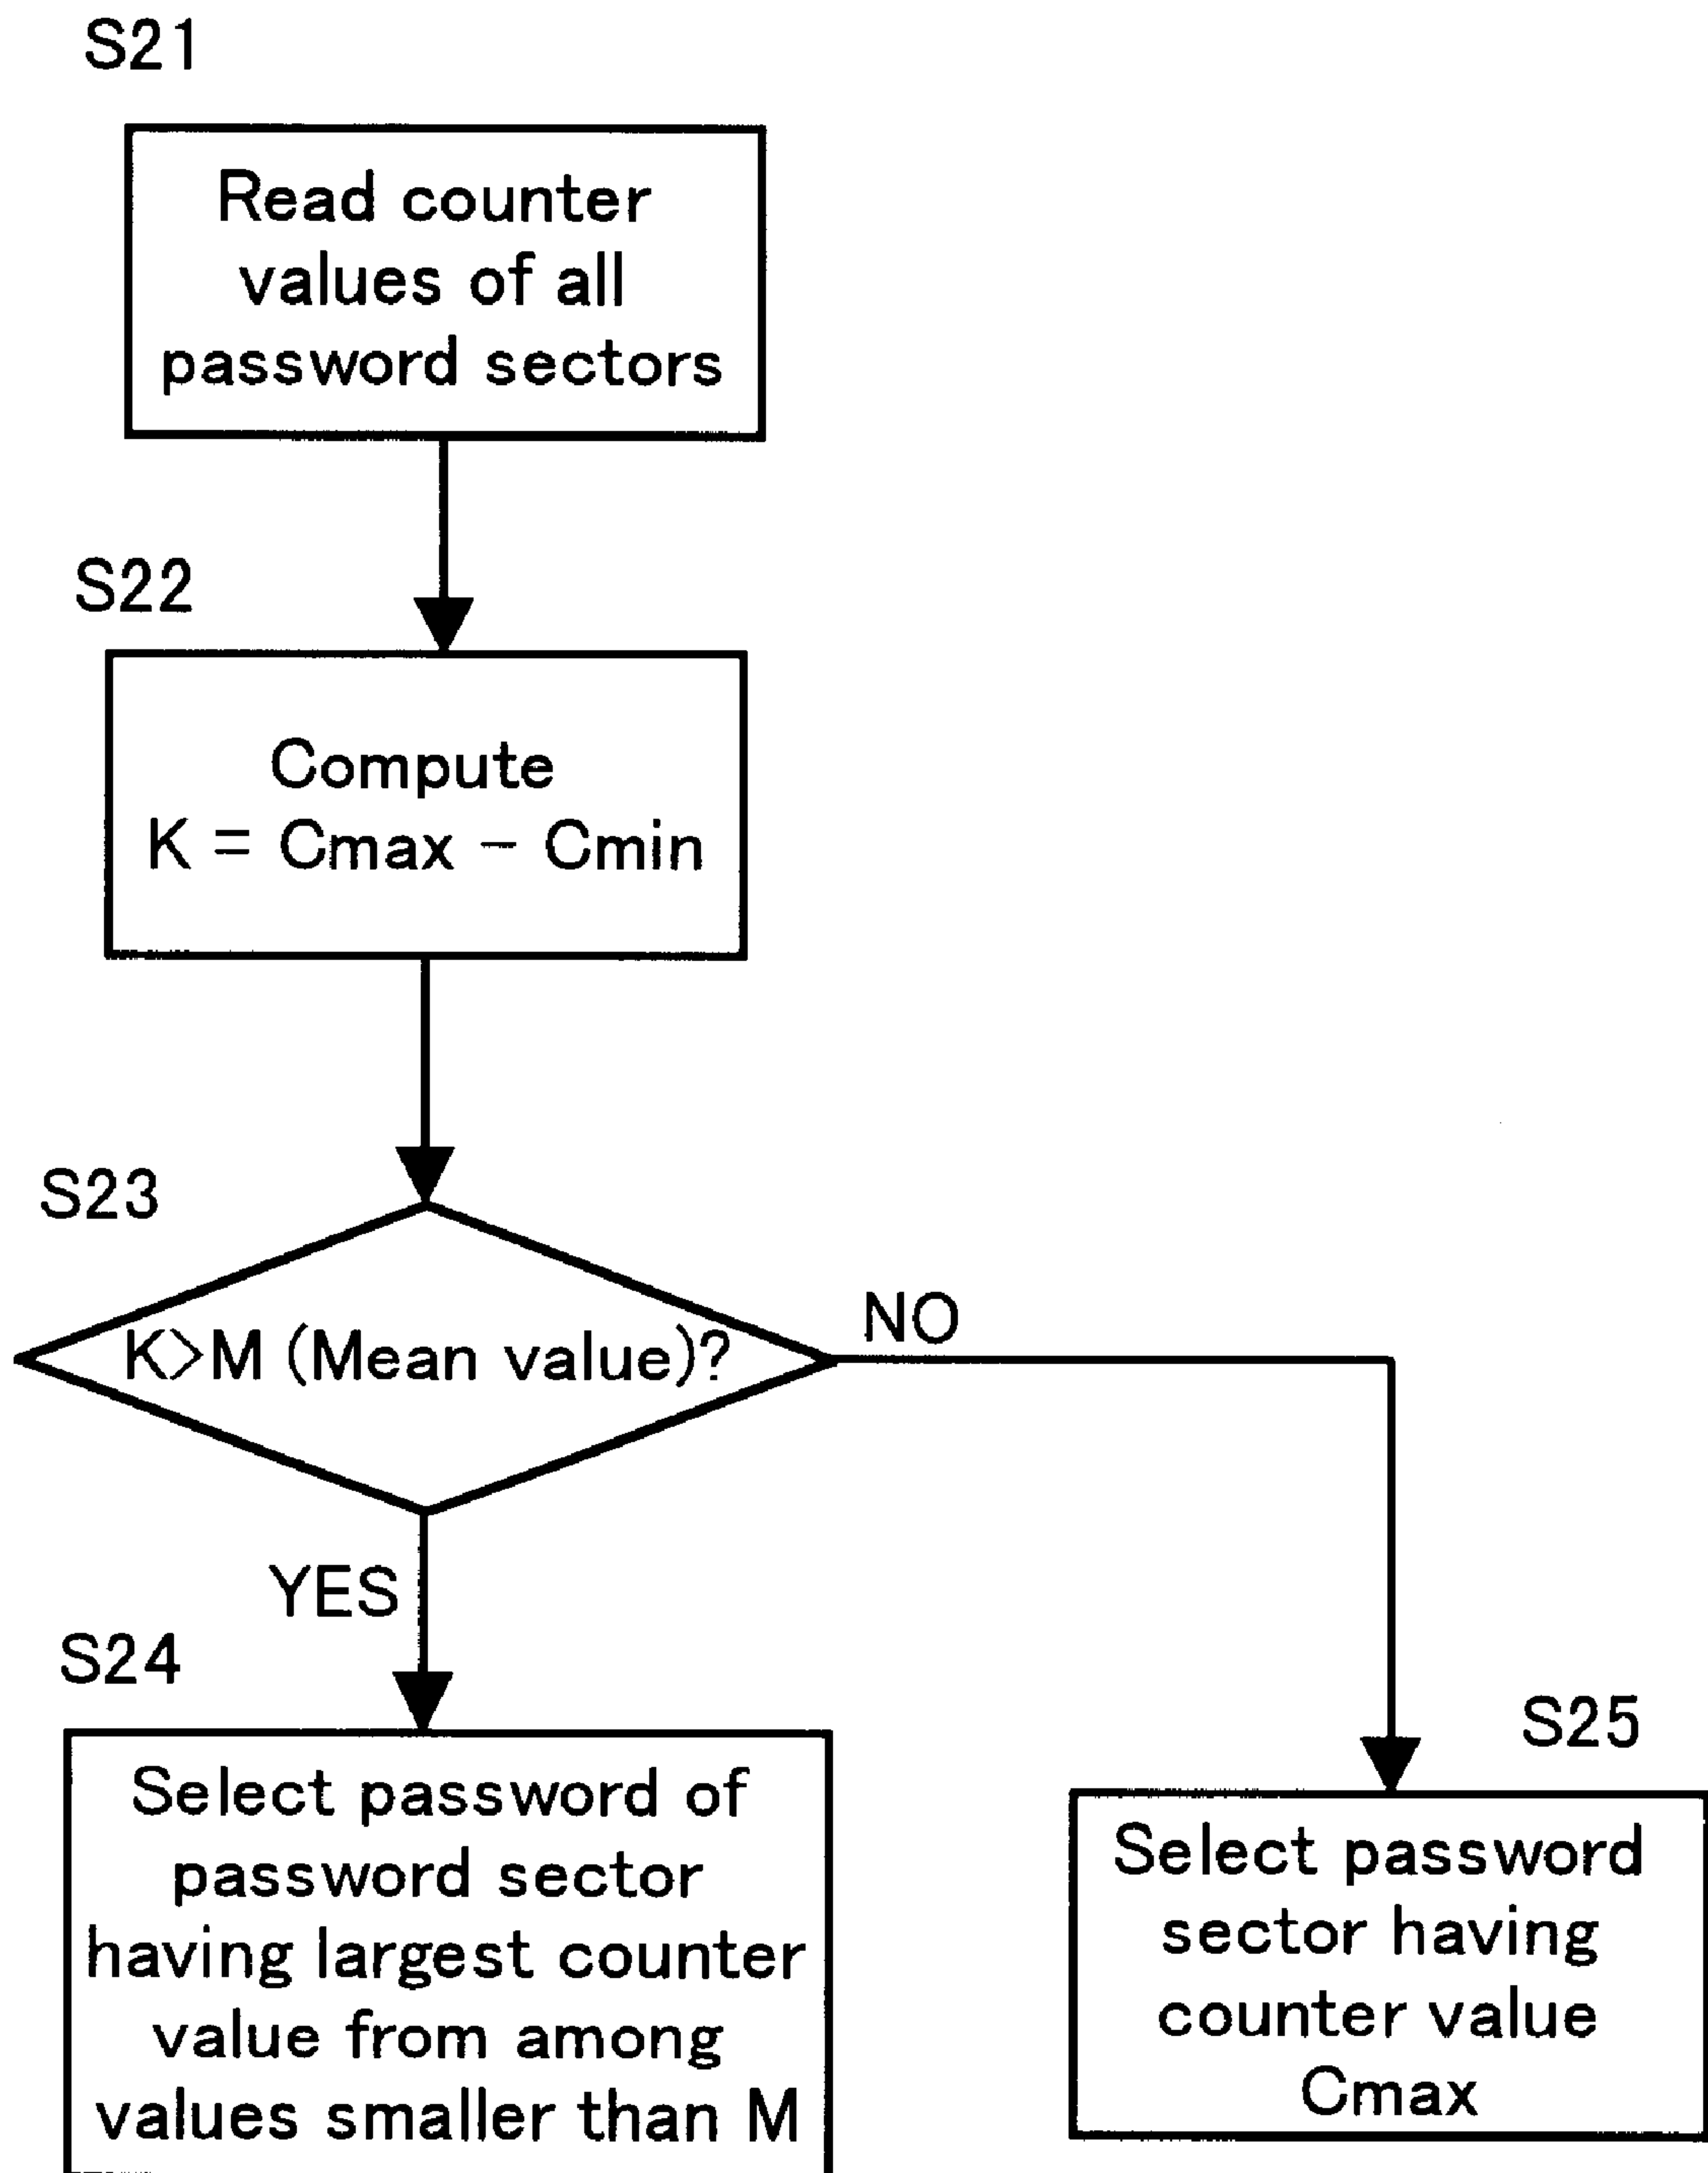 S21
Read counter
values of all
password sectors
S22
Compute
K = Cmax − Cmin
S23
K>M (Mean value)?
NO
YES
S24
Select password of
password sector
having largest counter
value from among
values smaller than M
S25
Select password
sector having
counter value
Cmax